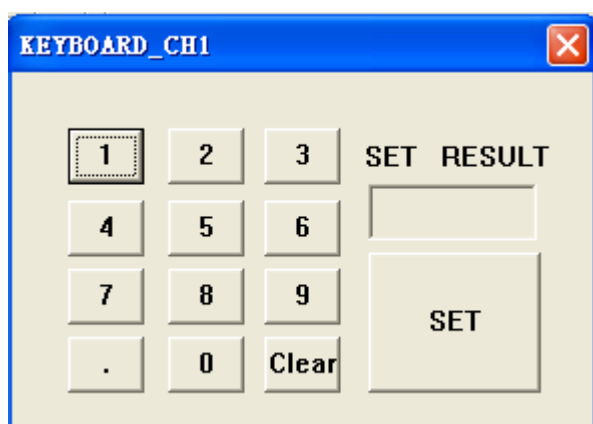 KEYBOARD_CH1
1 2 3 SET RESULT
4 5 6
7 8 9 SET
. 0 Clear